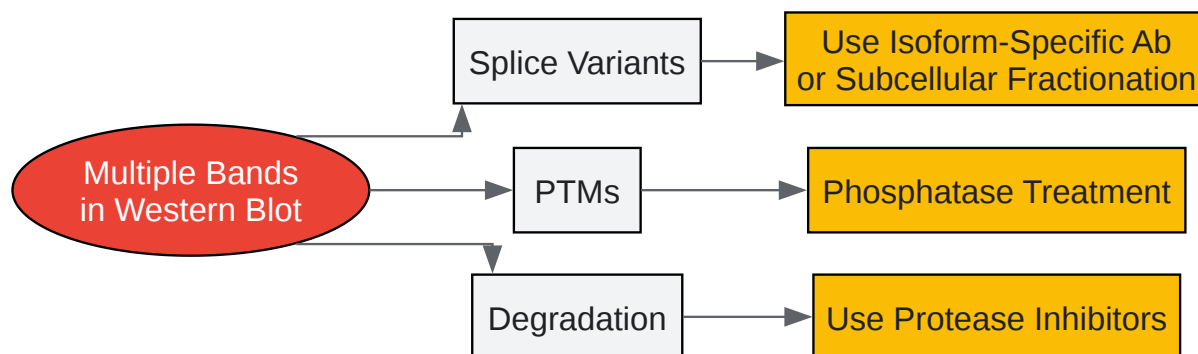 Splice Variants
Use Isoform-Specific Ab
or Subcellular Fractionation
Multiple Bands
in Western Blot
PTMs
Phosphatase Treatment
Degradation
Use Protease Inhibitors